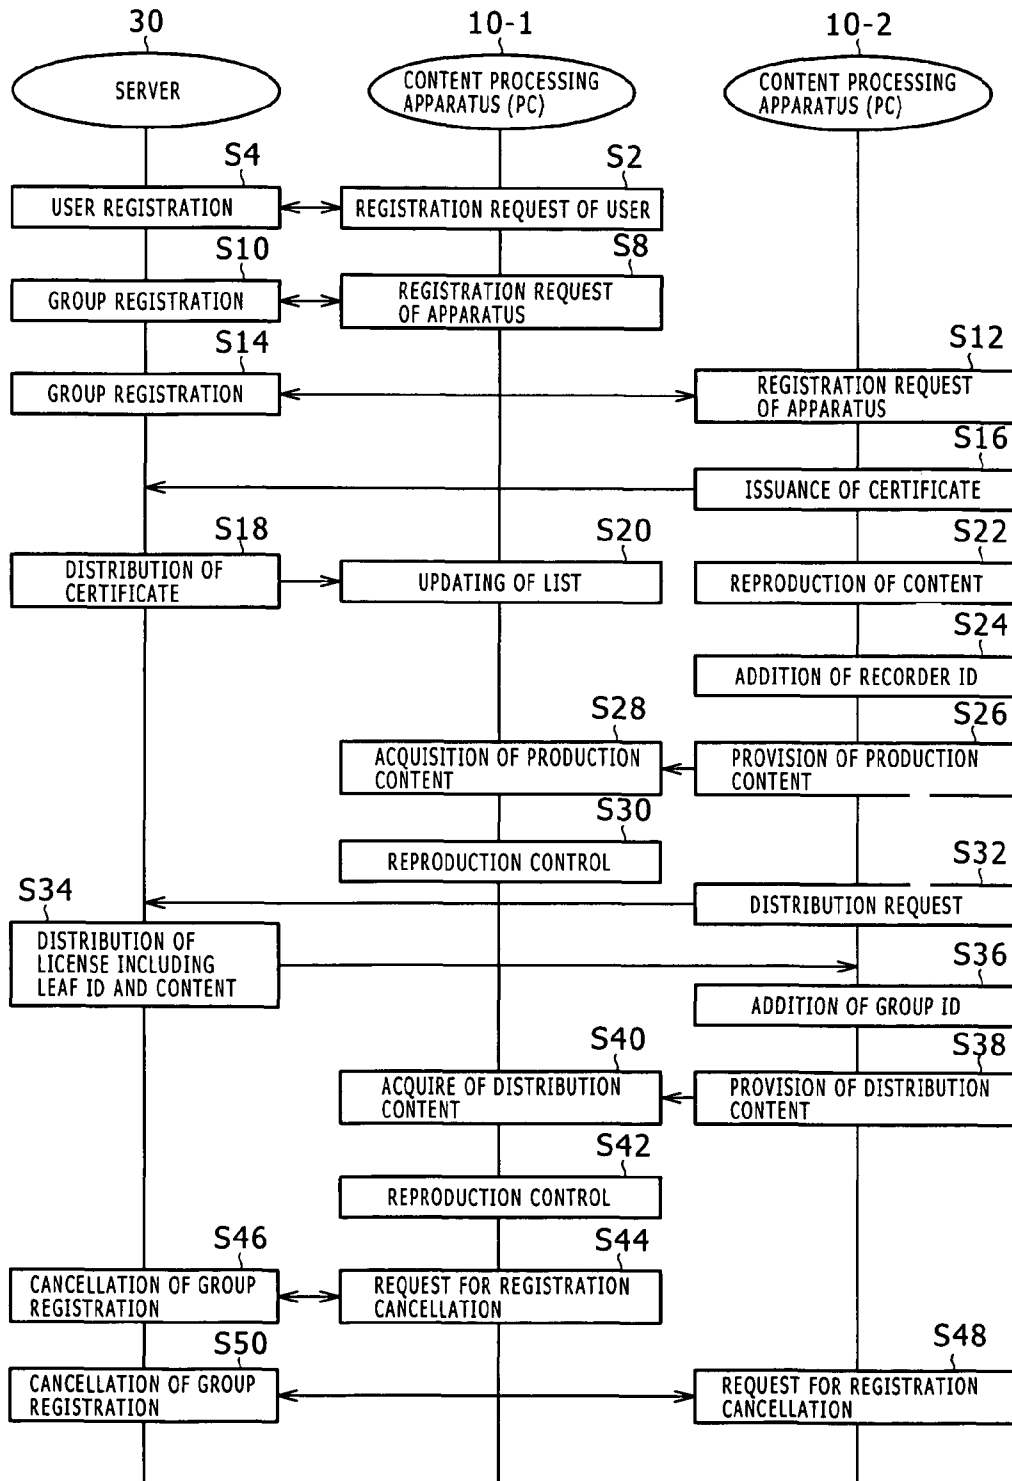 30
10-1
10-2
SERVER
CONTENT PROCESSING
APPARATUS (PC)
CONTENT PROCESSING
APPARATUS (PC)
S4
S2
USER REGISTRATION
REGISTRATION REQUEST OF USER
S10
S8
GROUP REGISTRATION
REGISTRATION REQUEST
OF APPARATUS
S14
S12
GROUP REGISTRATION
REGISTRATION REQUEST
OF APPARATUS
S16
ISSUANCE OF CERTIFICATE
S18
S20
S22
DISTRIBUTION OF
CERTIFICATE
UPDATING OF LIST
REPRODUCTION OF CONTENT
S24
ADDITION OF RECORDER ID
S28
S26
ACQUISITION OF PRODUCTION
CONTENT
PROVISION OF PRODUCTION
CONTENT
S30
REPRODUCTION CONTROL
S32
DISTRIBUTION REQUEST
S34
DISTRIBUTION OF
LICENSE INCLUDING
LEAF ID AND CONTENT
S36
ADDITION OF GROUP ID
S40
S38
ACQUIRE OF DISTRIBUTION
CONTENT
PROVISION OF DISTRIBUTION
CONTENT
S42
REPRODUCTION CONTROL
S46
S44
CANCELLATION OF GROUP
REGISTRATION
REQUEST FOR REGISTRATION
CANCELLATION
S50
S48
CANCELLATION OF GROUP
REGISTRATION
REQUEST FOR REGISTRATION
CANCELLATION